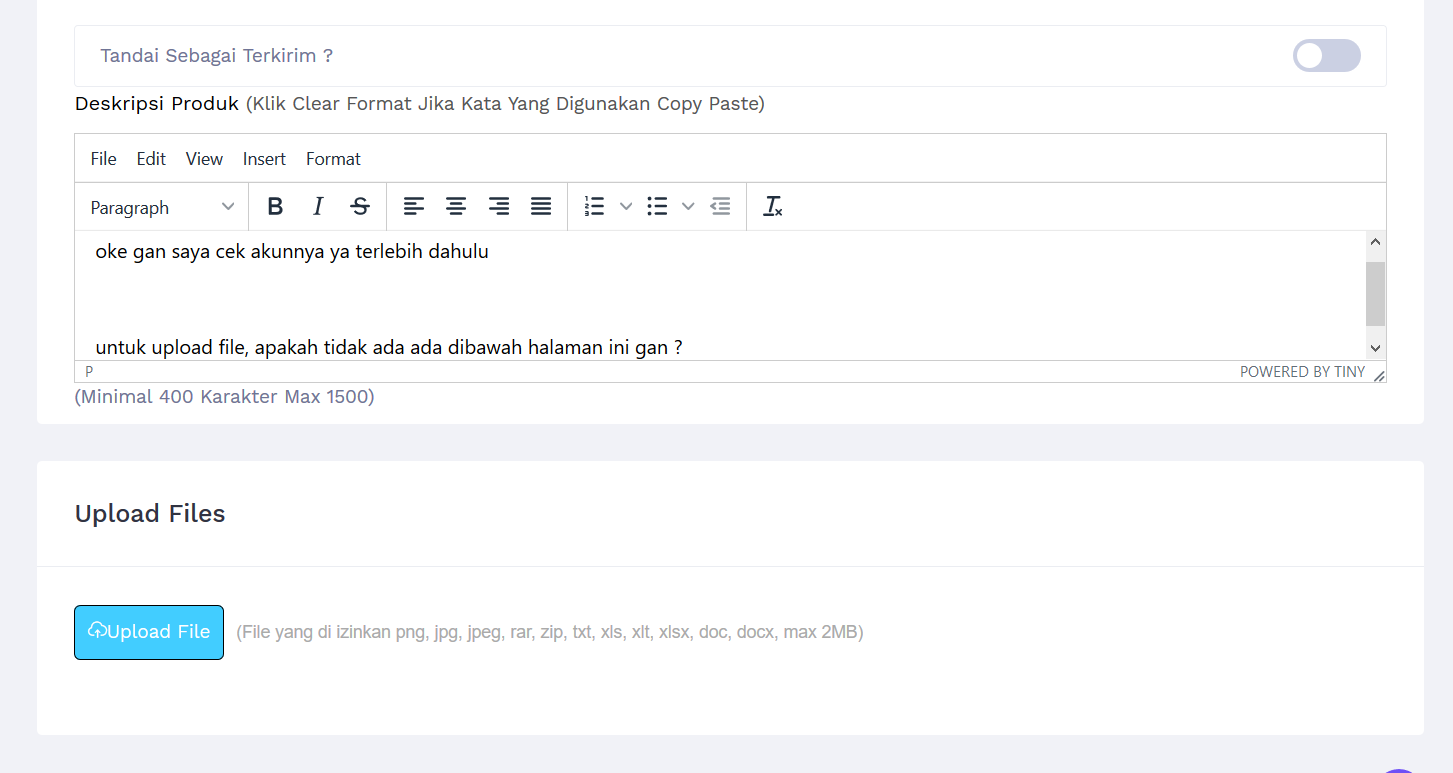 Tandai Sebagai Terkirim ?
Deskripsi Produk (Klik Clear Format Jika Kata Yang Digunakan Copy Paste)
File Edit View Insert Format
Paragraph
oke gan saya cek akunnya ya terlebih dahulu
untuk upload file, apakah tidak ada ada dibawah halaman ini gan ?
P POWERED BY TINY
(Minimal 400 Karakter Max 1500)
Upload Files
Upload File (File yang di izinkan png, jpg, jpeg, rar, zip, txt, xls, xlt, xlsx, doc, docx, max 2MB)